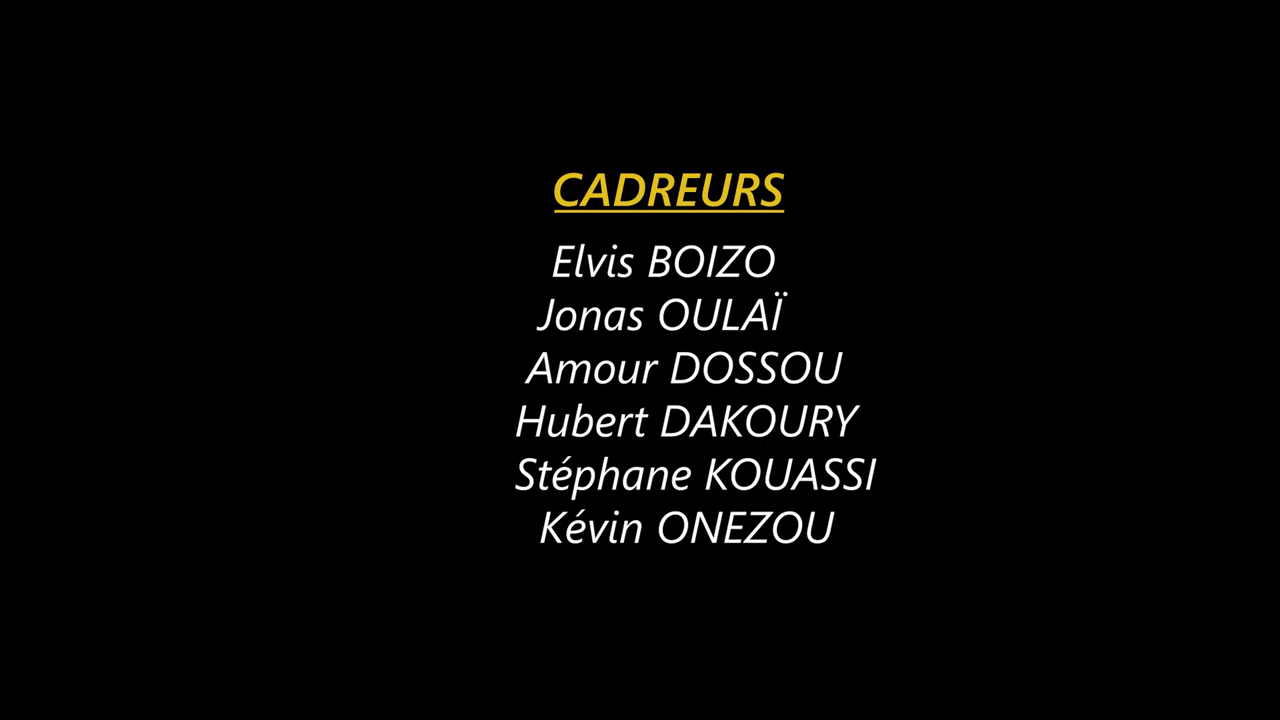 CADREURS
Elvis BOIZO
Jonas OULAÏ
Amour DOSSOU
Hubert DAKOURY
Stéphane KOUASSI
Kévin ONEZOU